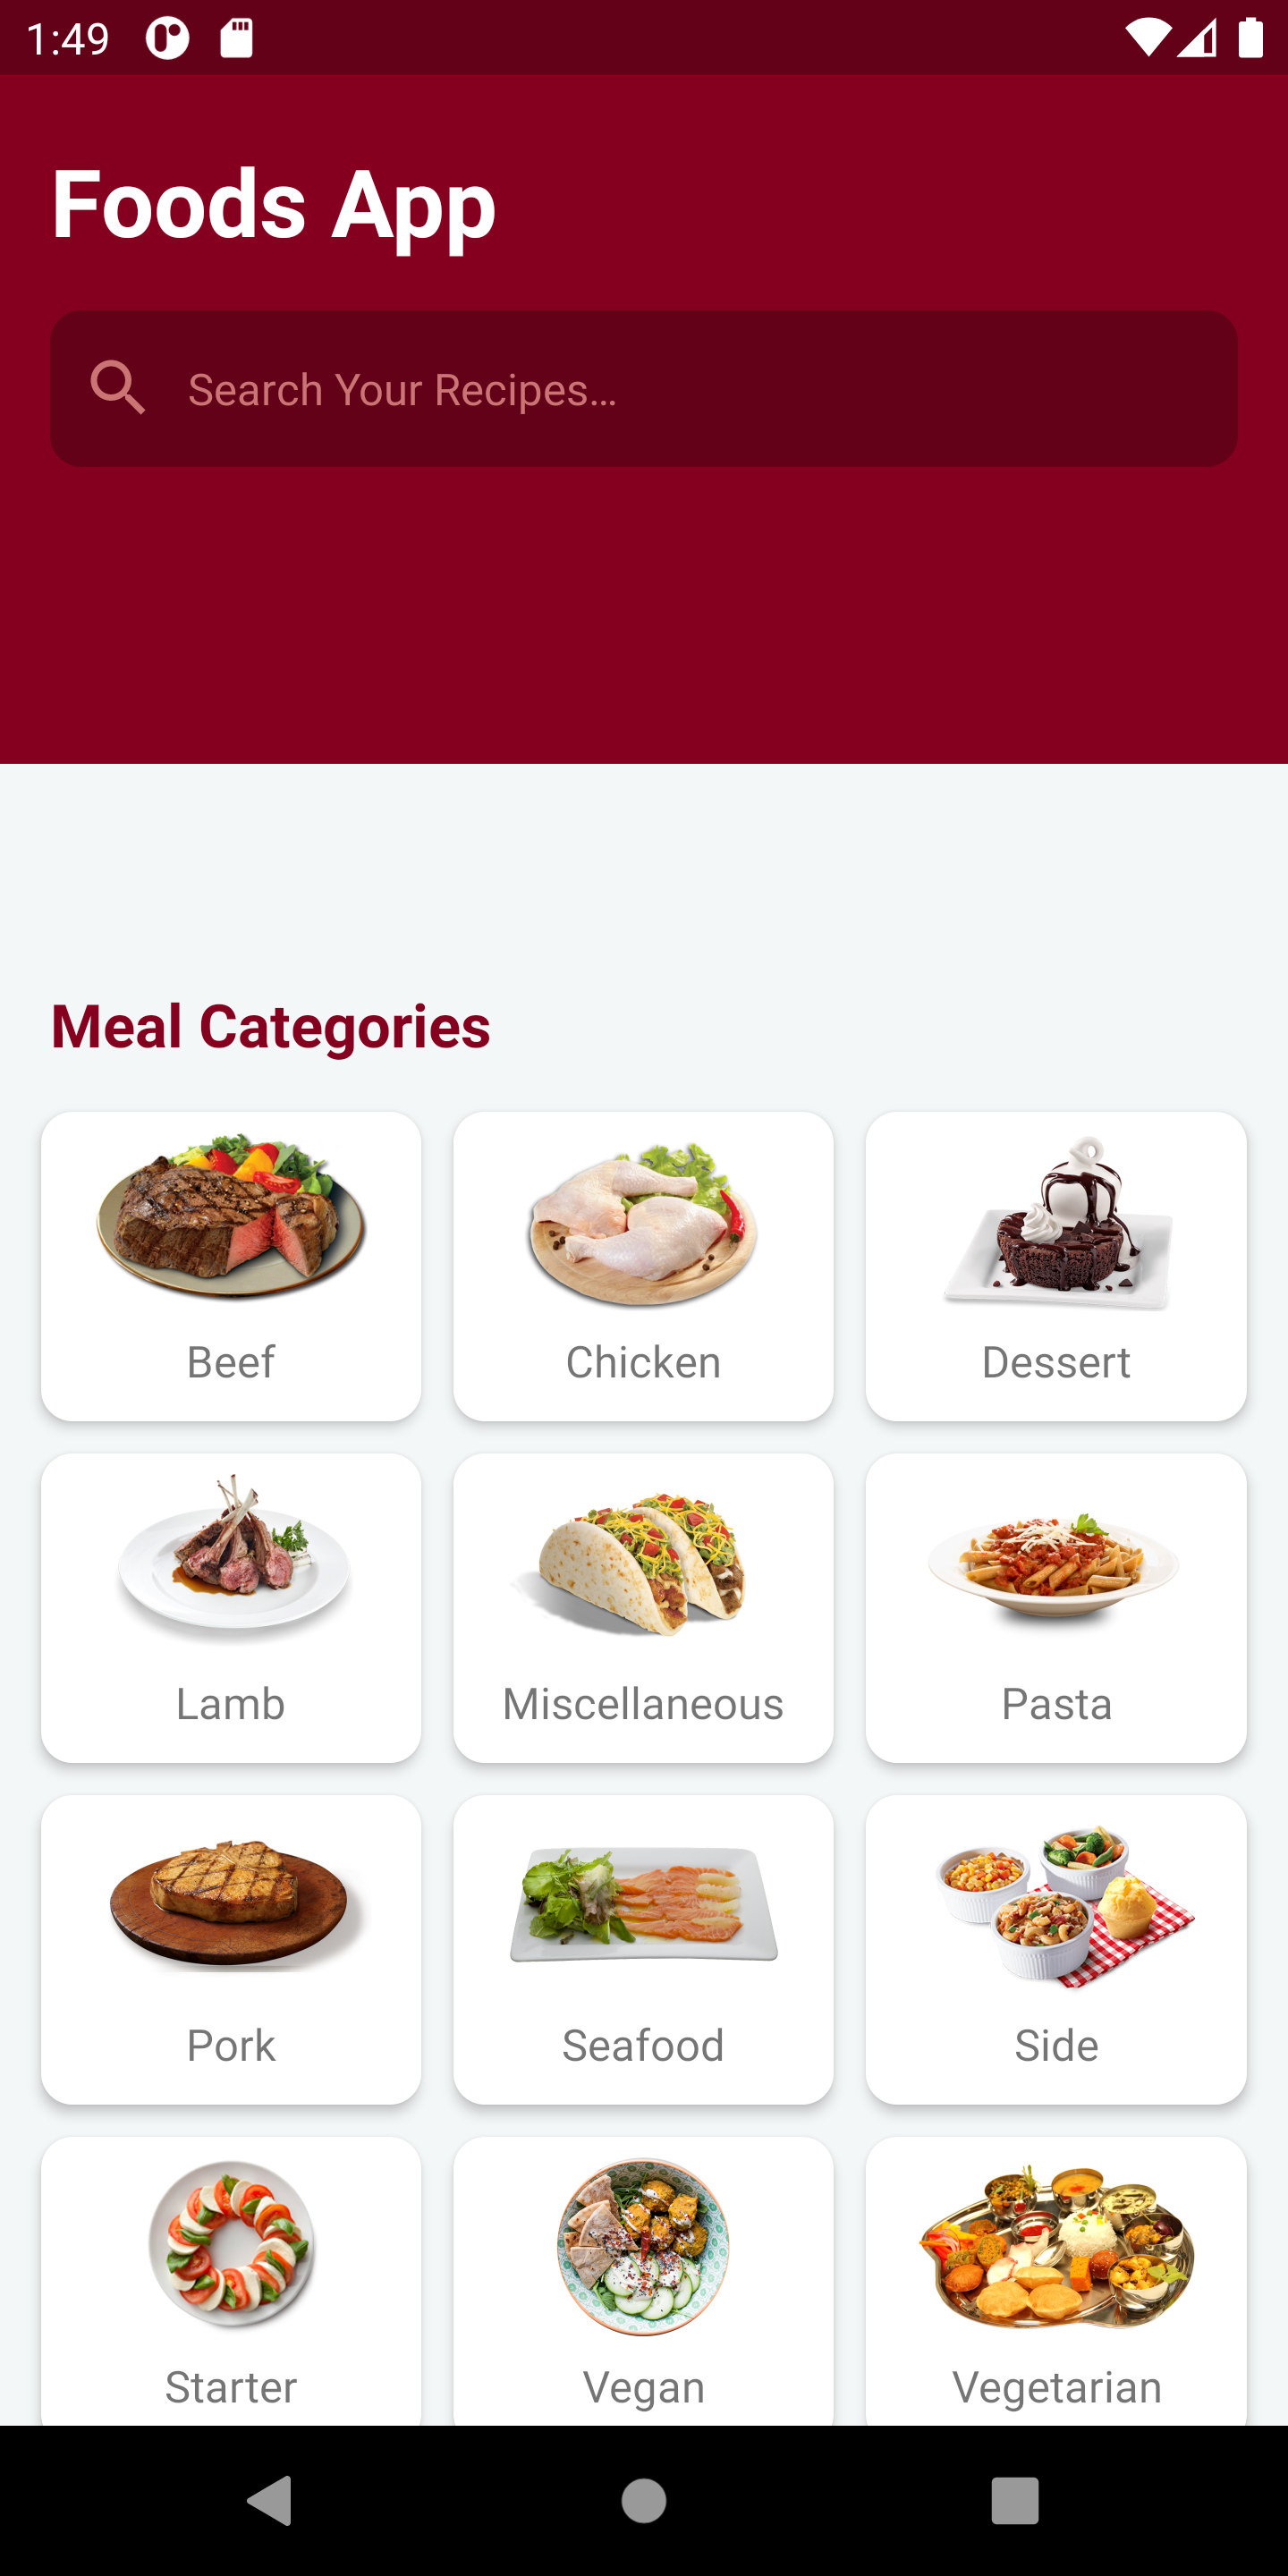 1:49
Foods App
Search Your Recipes...
Meal Categories
Beef
Chicken
Dessert
Lamb
Miscellaneous
Pasta
Pork
Seafood
Side
Starter
Vegan
Vegetarian